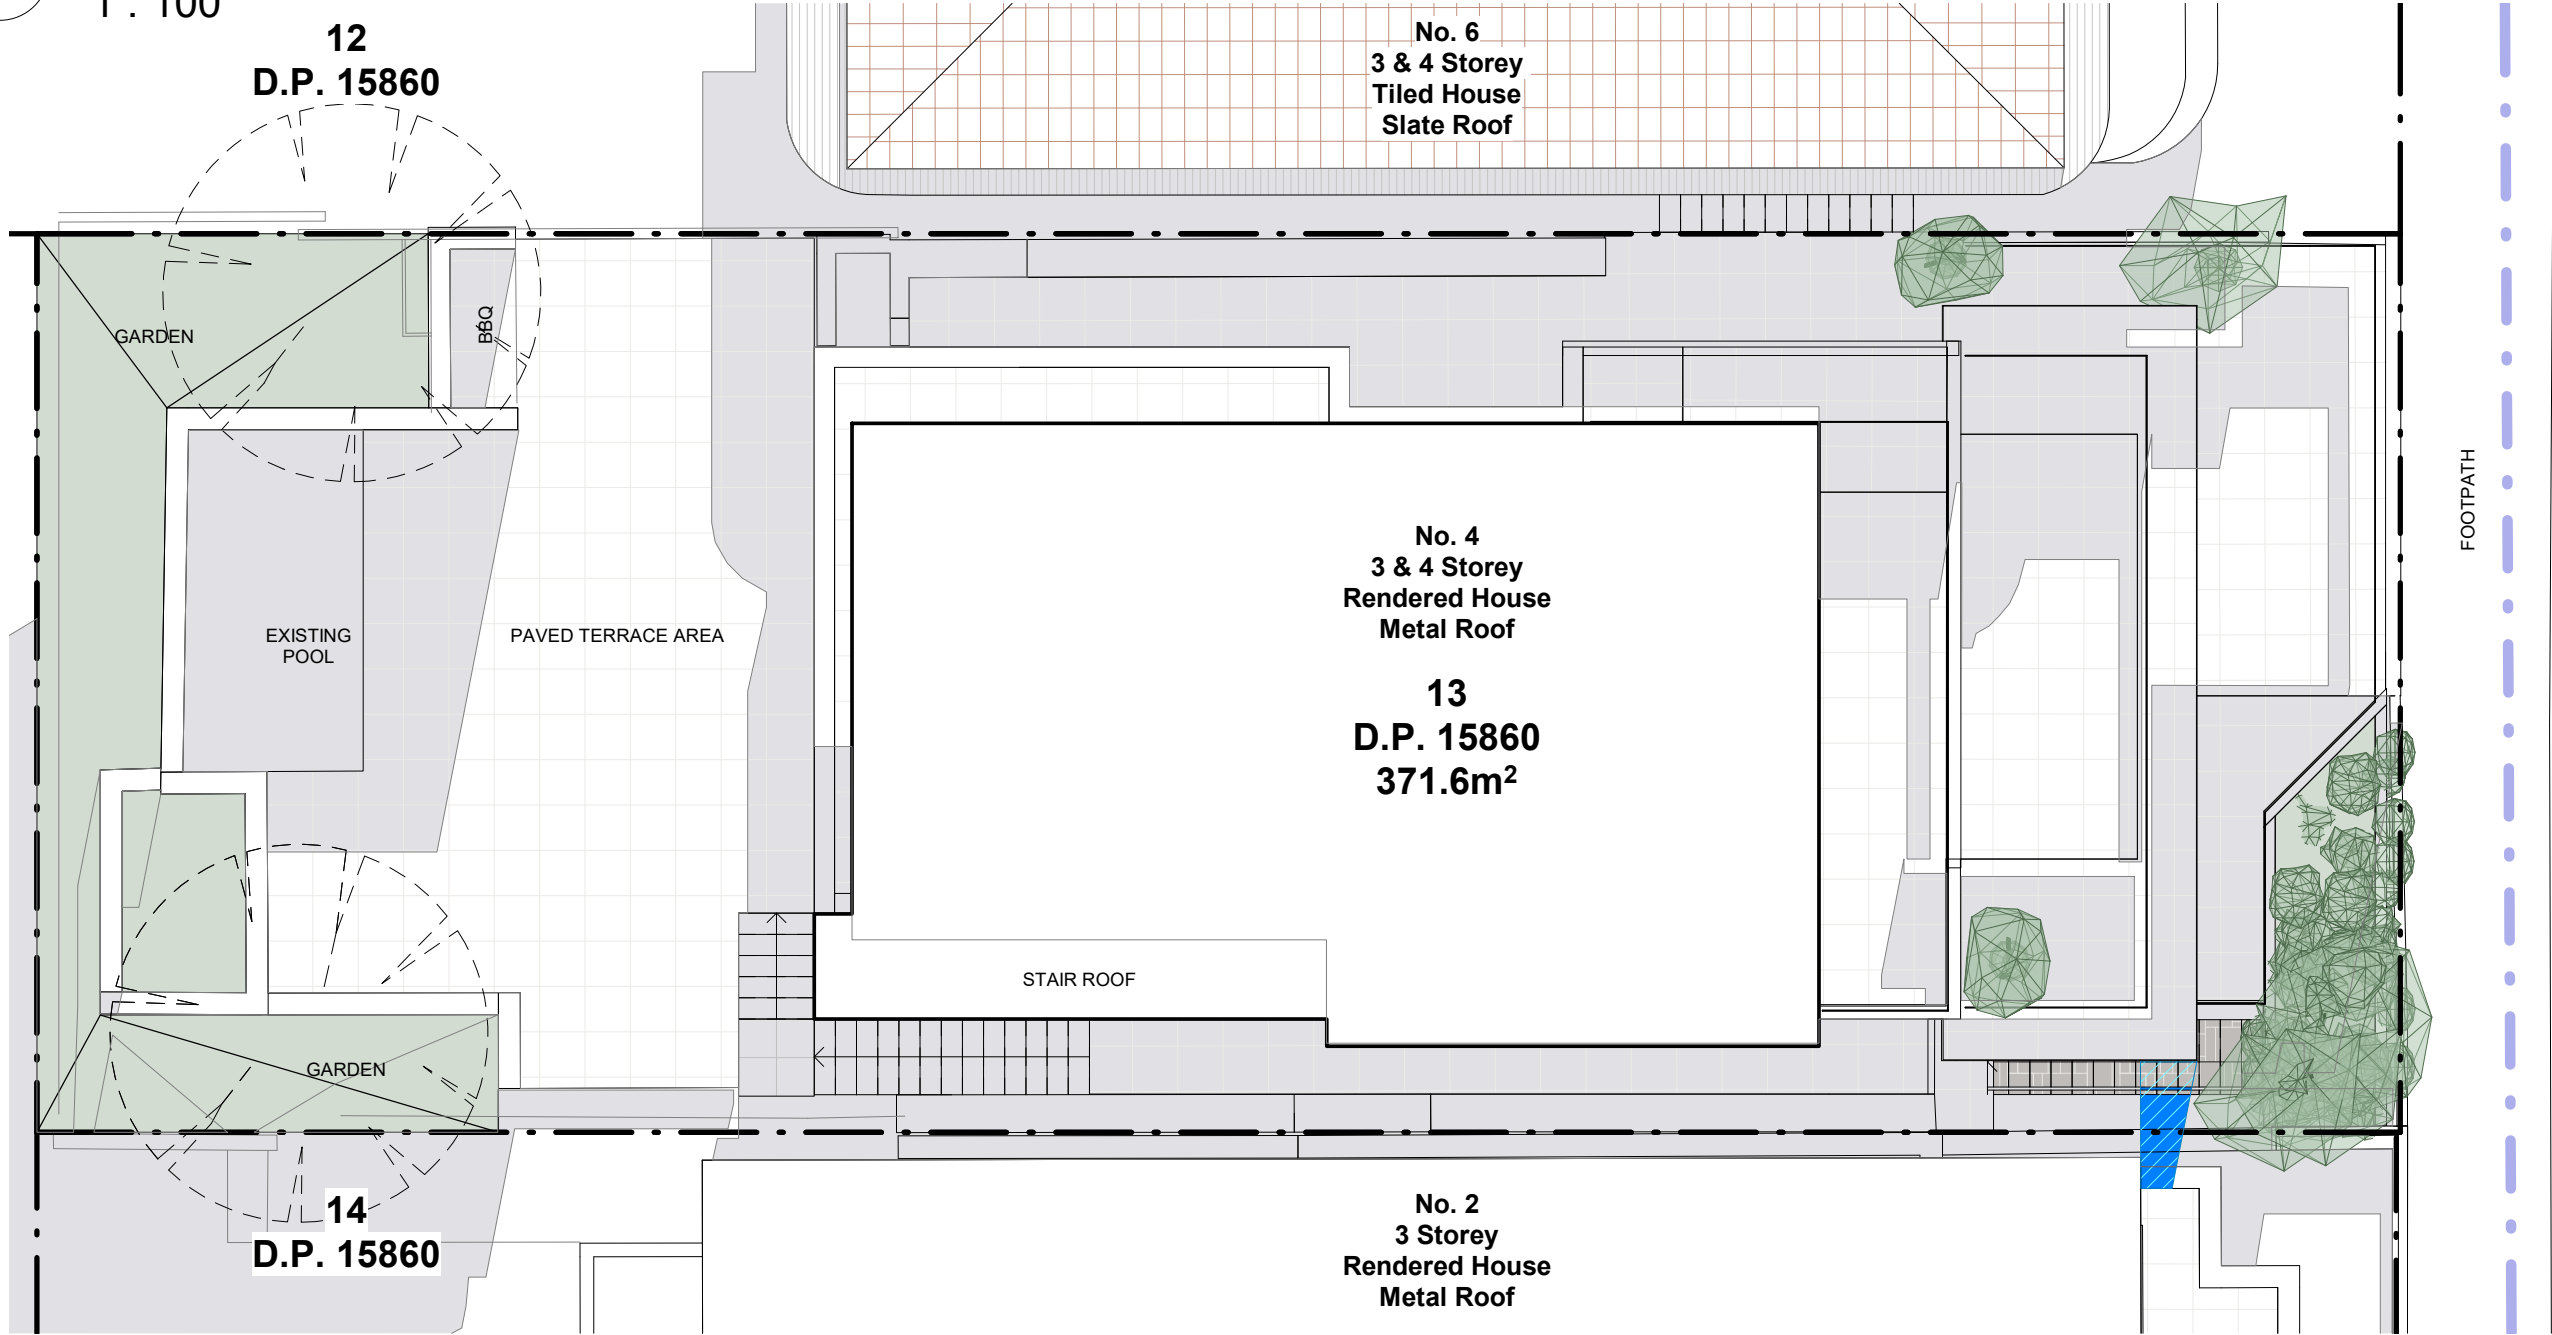 1 : 100
12
D.P. 15860
No. 6
3 & 4 Storey
Tiled House
Slate Roof
GARDEN
BBQ
FOOTPATH
No. 4
3 & 4 Storey
Rendered House
Metal Roof
EXISTING
POOL
PAVED TERRACE AREA
13
D.P. 15860
371.6m²
STAIR ROOF
GARDEN
14
D.P. 15860
No. 2
3 Storey
Rendered House
Metal Roof